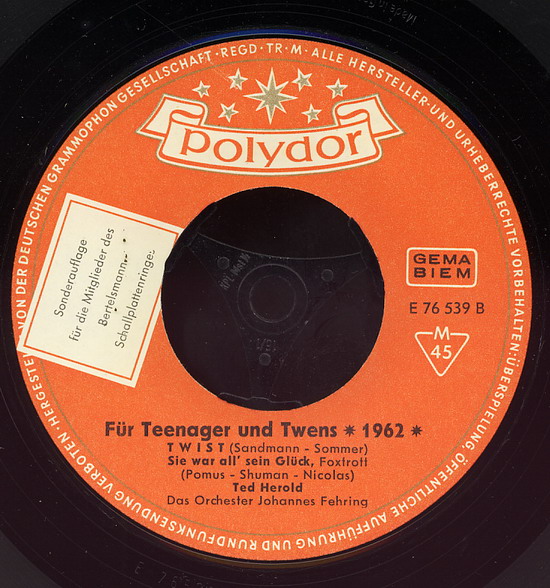 HERGESTELLT VON DER DEUTSCHEN GRAMMOPHON GESELLSCHAFT · REGD · TR · M · ALLE HERSTELLER- UND URHEBERRECHTE VORBEHALTEN: ÜBERSPIELUNG, ÖFFENTLICHE AUFFÜHRUNG UND RUNDFUNKSENDUNG VERBOTEN ·
polydor
Sonderauflage
für die Mitglieder des
Bertelsmann
Schallplattenringes
GEMA
BIEM
E 76 539 B
M
45
Für Teenager und Twens * 1962 *
TWIST (Sandmann - Sommer)
Sie war all' sein Glück, Foxtrott
(Pomus - Shuman - Nicolas)
Ted Herold
Das Orchester Johannes Fehring